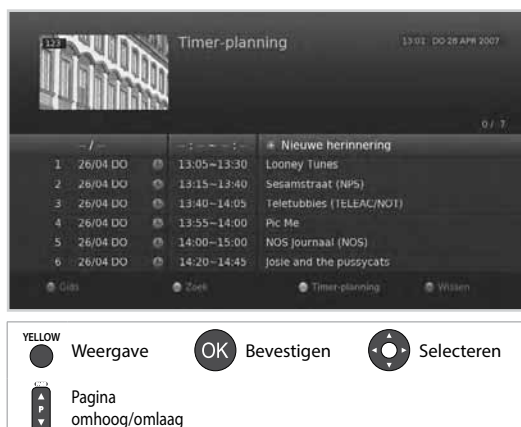 123
Timer-planning
13:02 DO 26 APR 2007
0/ 7
--/-- --:--~--:-- Nieuwe herinnering
1 26/04 DO 13:05~13:30 Looney Tunes
2 26/04 DO 13:15~13:40 Sesamstraat (NPS)
3 26/04 DO 13:40~14:05 Teletubbies (TELEAC/NOT)
4 26/04 DO 13:55~14:00 Pic Me
5 26/04 DO 14:00~15:00 NOS Journaal (NOS)
6 26/04 DO 14:20~14:45 Josie and the pussycats
Gids Zoek Timer-planning Wissen
YELLOW Weergave OK Bevestigen Selecteren
P Pagina
omhoog/omlaag